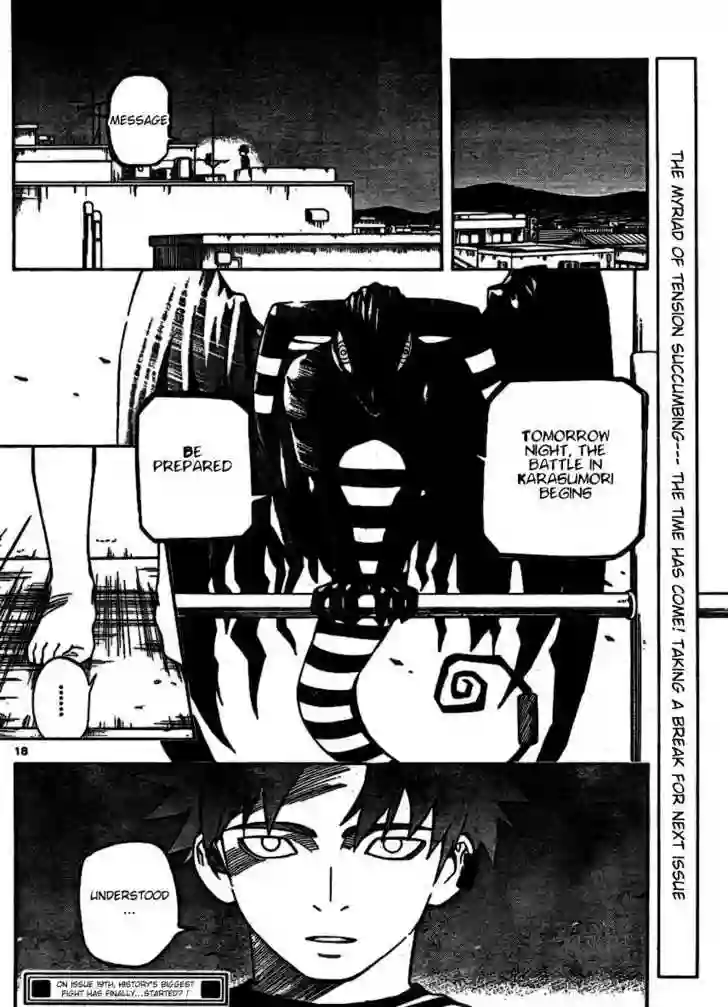 MESSAGE
TOMORROW
NIGHT, THE
BATTLE IN
KARASUMORI
BEGINS
BE
PREPARED
......
18
UNDERSTOOD
...
THE MYRIAD OF TENSION SUCCUMBING--- THE TIME HAS COME! TAKING A BREAK FOR NEXT ISSUE
ON ISSUE 19TH, HISTORY'S BIGGEST
FIGHT HAS FINALLY...STARTED?!